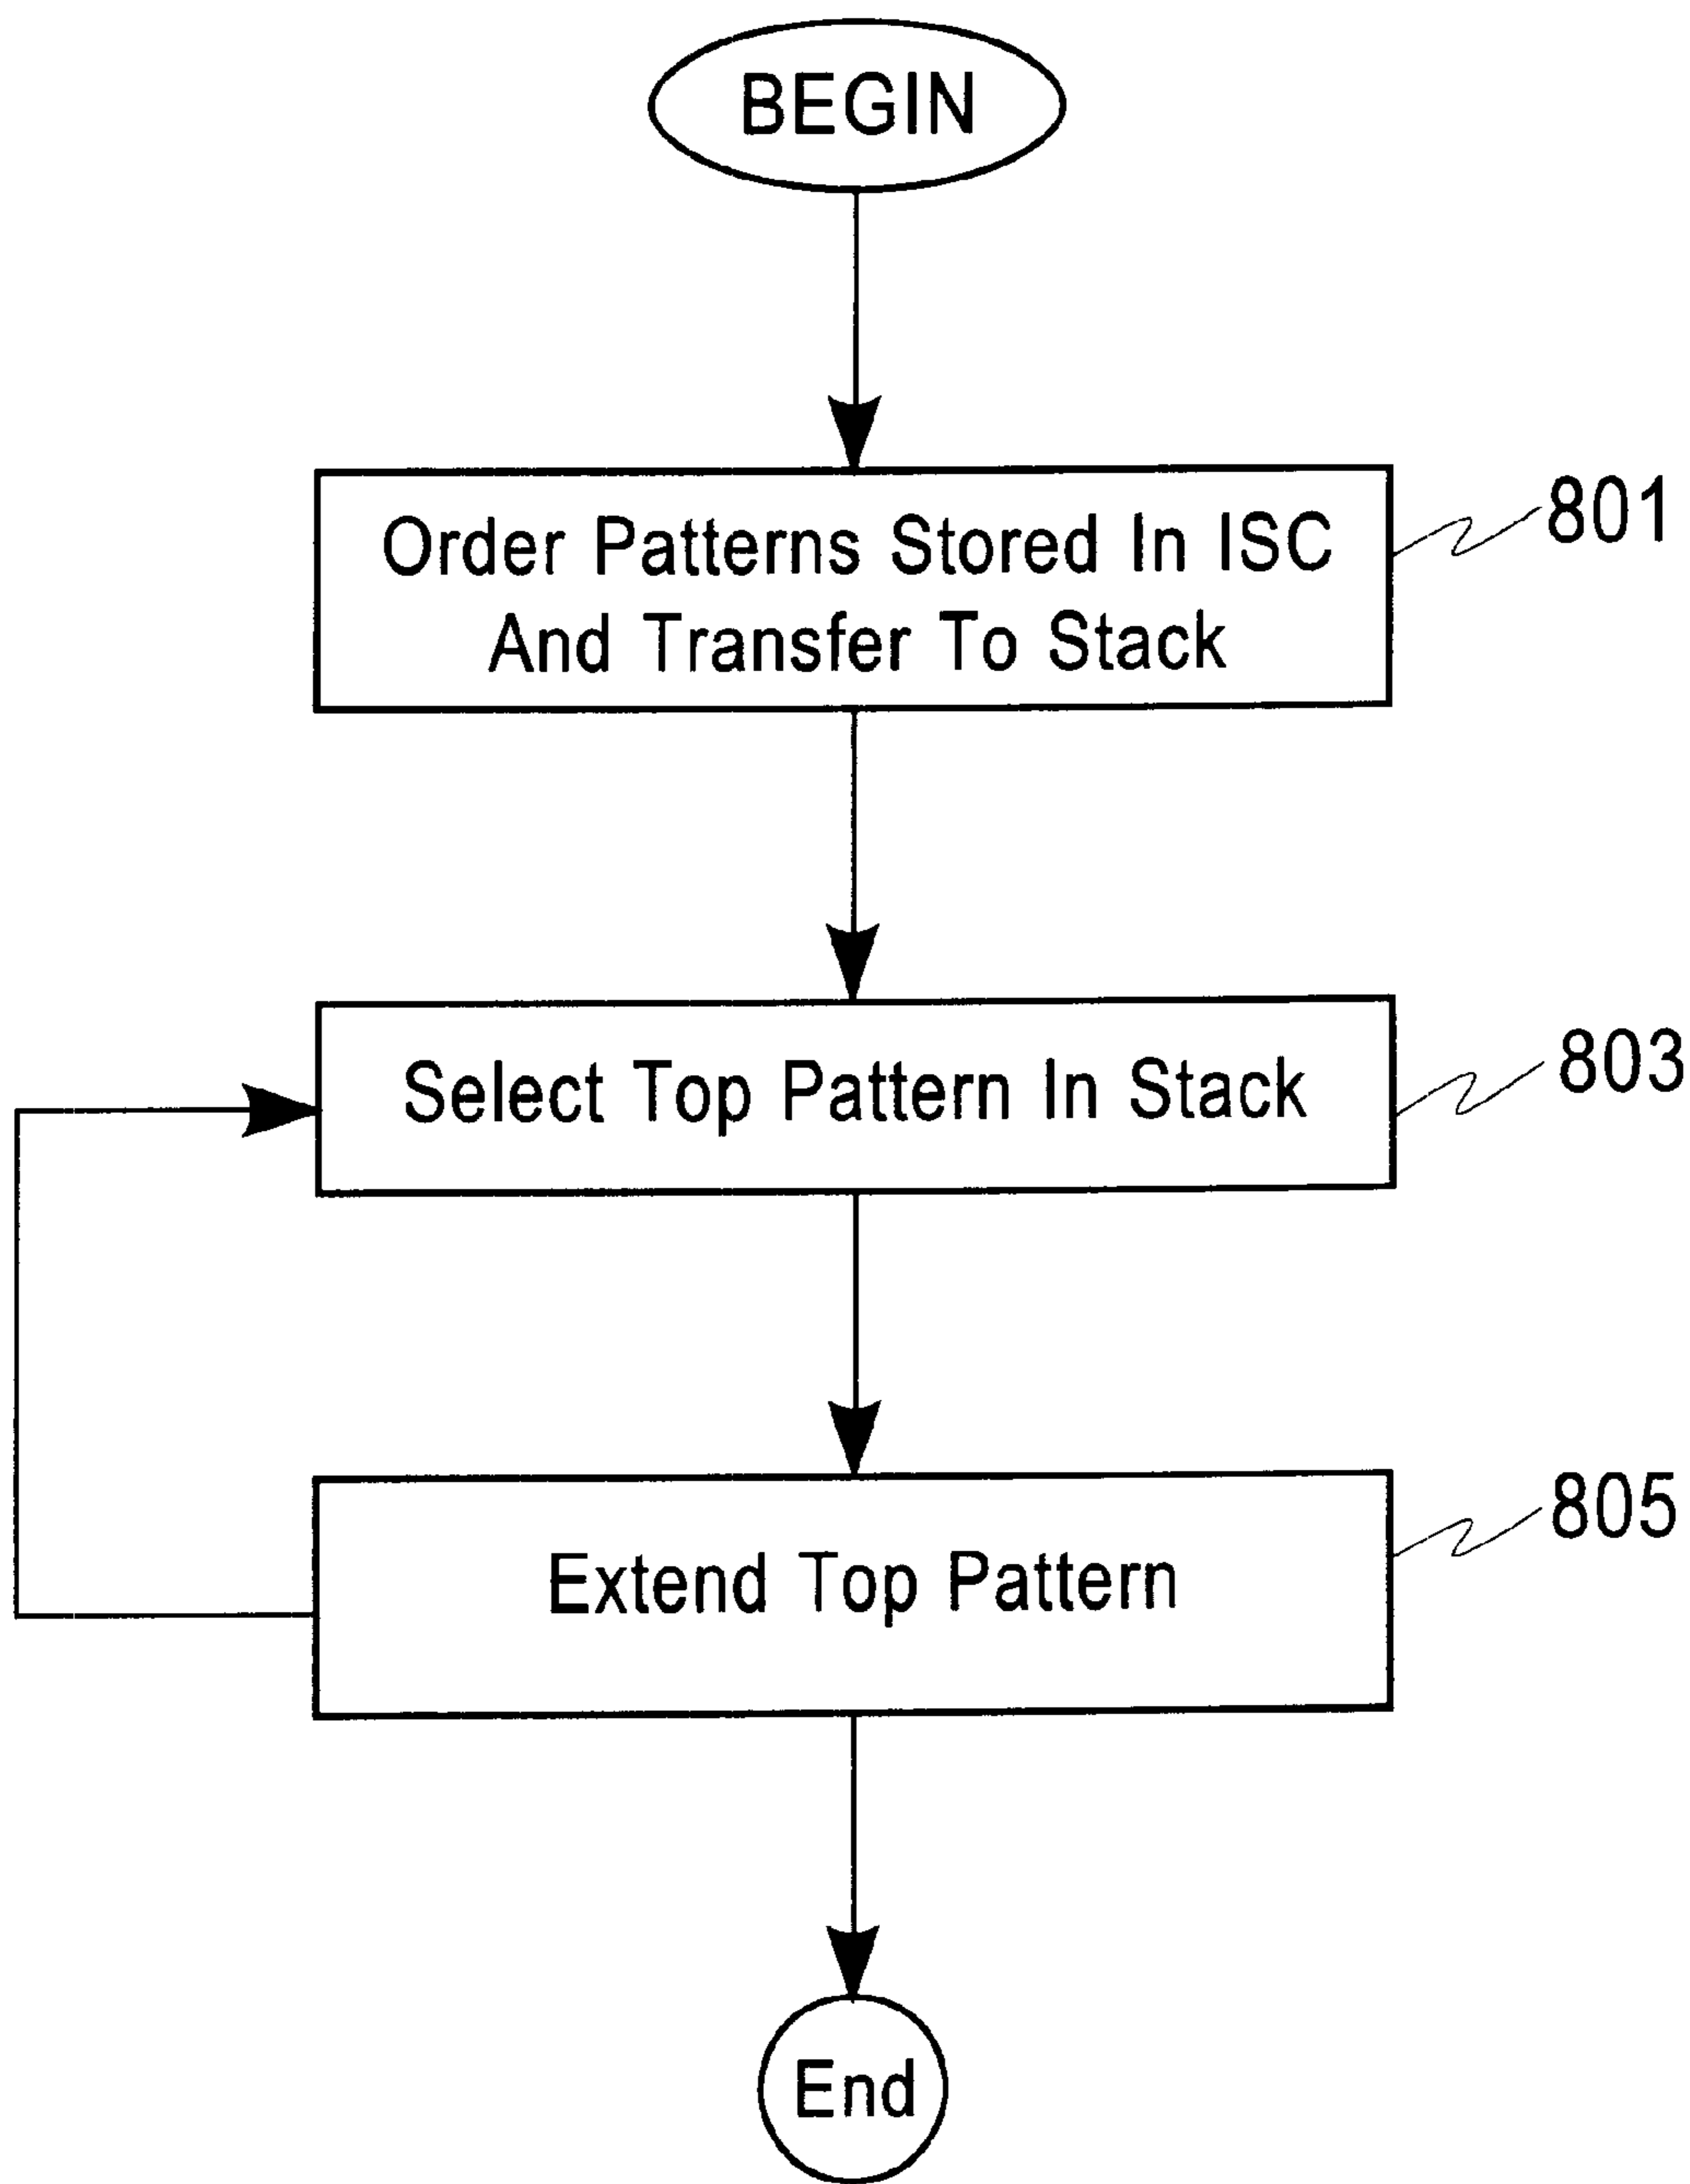 BEGIN
Order Patterns Stored In ISC
And Transfer To Stack
801
Select Top Pattern In Stack
803
Extend Top Pattern
805
End